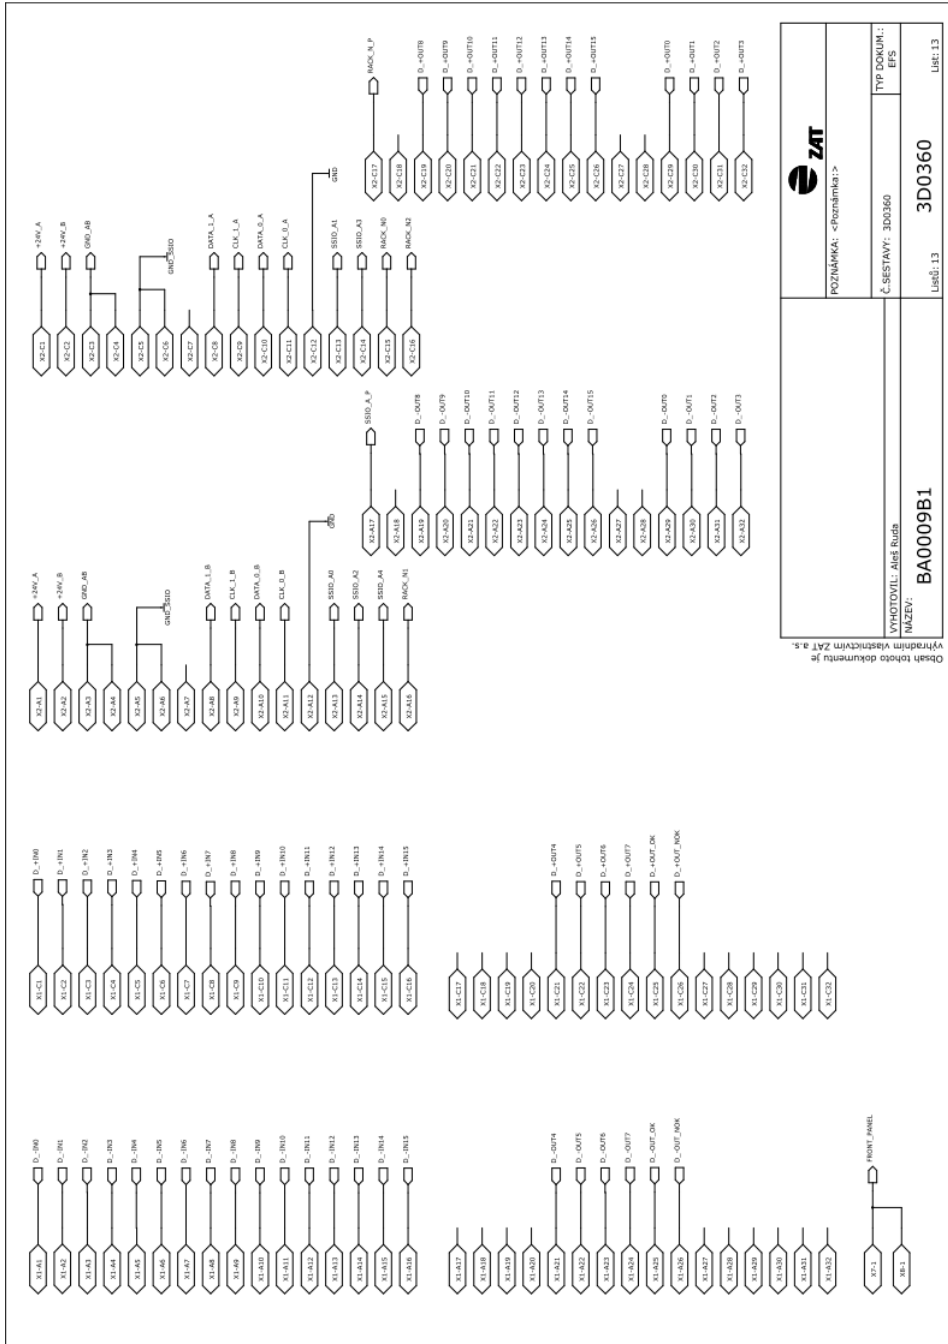 X1-A1 D_-IN0
X1-A2 D_-IN1
X1-A3 D_-IN2
X1-A4 D_-IN3
X1-A5 D_-IN4
X1-A6 D_-IN5
X1-A7 D_-IN6
X1-A8 D_-IN7
X1-A9 D_-IN8
X1-A10 D_-IN9
X1-A11 D_-IN10
X1-A12 D_-IN11
X1-A13 D_-IN12
X1-A14 D_-IN13
X1-A15 D_-IN14
X1-A16 D_-IN15
X1-A17
X1-A18
X1-A19
X1-A20
X1-A21 D_-OUT4
X1-A22 D_-OUT5
X1-A23 D_-OUT6
X1-A24 D_-OUT7
X1-A25 D_-OUT_OK
X1-A26 D_-OUT_NOK
X1-A27
X1-A28
X1-A29
X1-A30
X1-A31
X1-A32
X7-1 FRONT_PANEL
X8-1
X1-C1 D_+IN0
X1-C2 D_+IN1
X1-C3 D_+IN2
X1-C4 D_+IN3
X1-C5 D_+IN4
X1-C6 D_+IN5
X1-C7 D_+IN6
X1-C8 D_+IN7
X1-C9 D_+IN8
X1-C10 D_+IN9
X1-C11 D_+IN10
X1-C12 D_+IN11
X1-C13 D_+IN12
X1-C14 D_+IN13
X1-C15 D_+IN14
X1-C16 D_+IN15
X1-C17
X1-C18
X1-C19
X1-C20
X1-C21 D_+OUT4
X1-C22 D_+OUT5
X1-C23 D_+OUT6
X1-C24 D_+OUT7
X1-C25 D_+OUT_OK
X1-C26 D_+OUT_NOK
X1-C27
X1-C28
X1-C29
X1-C30
X1-C31
X1-C32
X2-A1 +24V_A
X2-A2 +24V_B
X2-A3 GND_AB
X2-A4
X2-A5 GND_SSIO
X2-A6
X2-A7
X2-A8 DATA_1_B
X2-A9 CLK_1_B
X2-A10 DATA_0_B
X2-A11 CLK_0_B
X2-A12 GND
X2-A13 SSIO_A0
X2-A14 SSIO_A2
X2-A15 SSIO_A4
X2-A16 RACK_N1
X2-A17 SSIO_A_P
X2-A18
X2-A19 D_-OUT8
X2-A20 D_-OUT9
X2-A21 D_-OUT10
X2-A22 D_-OUT11
X2-A23 D_-OUT12
X2-A24 D_-OUT13
X2-A25 D_-OUT14
X2-A26 D_-OUT15
X2-A27
X2-A28
X2-A29 D_-OUT0
X2-A30 D_-OUT1
X2-A31 D_-OUT2
X2-A32 D_-OUT3
X2-C1 +24V_A
X2-C2 +24V_B
X2-C3 GND_AB
X2-C4
X2-C5 GND_SSIO
X2-C6
X2-C7
X2-C8 DATA_1_A
X2-C9 CLK_1_A
X2-C10 DATA_0_A
X2-C11 CLK_0_A
X2-C12 GND
X2-C13 SSIO_A1
X2-C14 SSIO_A3
X2-C15 RACK_N0
X2-C16 RACK_N2
X2-C17 RACK_N_P
X2-C18
X2-C19 D_+OUT8
X2-C20 D_+OUT9
X2-C21 D_+OUT10
X2-C22 D_+OUT11
X2-C23 D_+OUT12
X2-C24 D_+OUT13
X2-C25 D_+OUT14
X2-C26 D_+OUT15
X2-C27
X2-C28
X2-C29 D_+OUT0
X2-C30 D_+OUT1
X2-C31 D_+OUT2
X2-C32 D_+OUT3
Obsah tohoto dokumentu je
výhradním vlastnictvím ZAT a.s.
ZAT
POZNÁMKA: <Poznámka:>
VYHOTOVIL: Aleš Ruda
Č.SESTAVY: 3D0360
TYP DOKUM.:
EFS
NÁZEV:
BA0009B1
Listů: 13
3D0360
List: 13